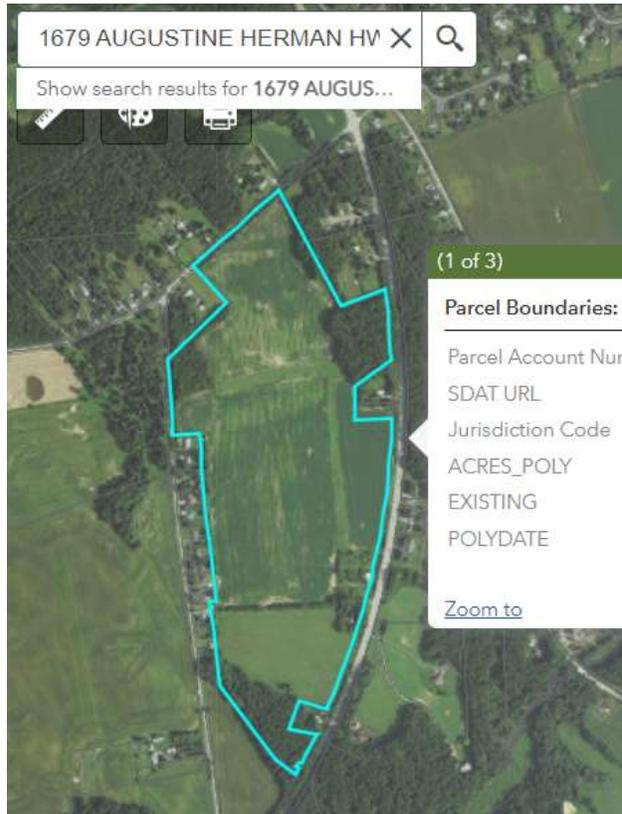 1679 AUGUSTINE HERMAN HW
Show search results for 1679 AUGUS...
(1 of 3)
Parcel Boundaries:
Parcel Account Nu
SDAT URL
Jurisdiction Code
ACRES_POLY
EXISTING
POLYDATE
Zoom to